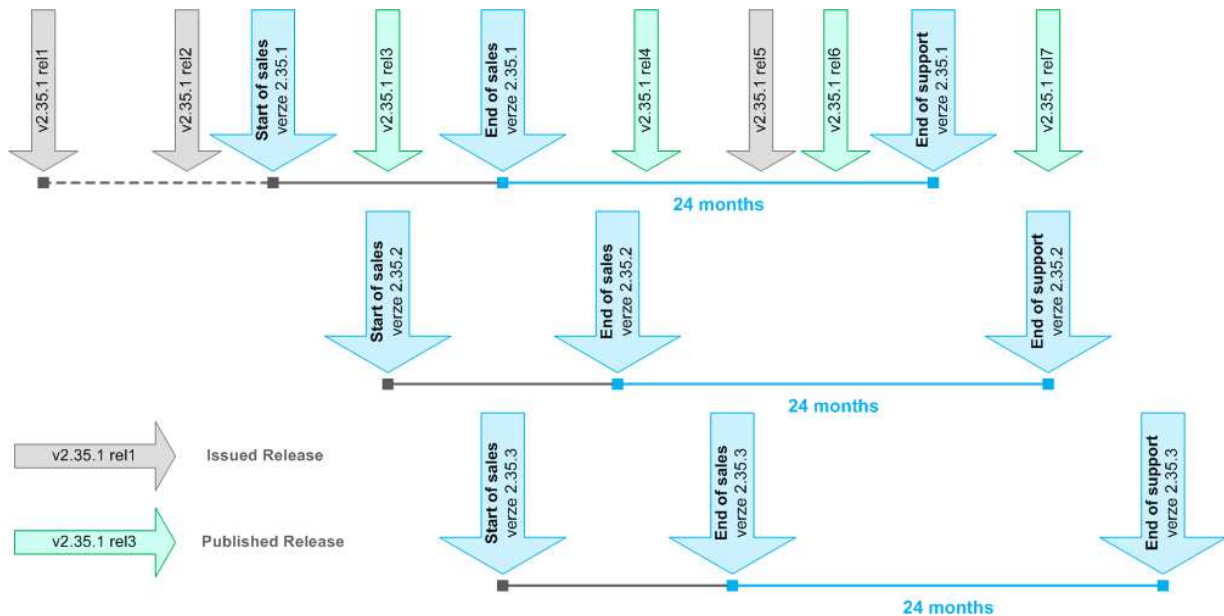 v2.35.1 rel1
v2.35.1 rel2
Start of sales
verze 2.35.1
v2.35.1 rel3
End of sales
verze 2.35.1
v2.35.1 rel4
v2.35.1 rel5
v2.35.1 rel6
End of support
verze 2.35.1
v2.35.1 rel7
24 months
Start of sales
verze 2.35.2
End of sales
verze 2.35.2
End of support
verze 2.35.2
24 months
v2.35.1 rel1
Issued Release
v2.35.1 rel3
Published Release
Start of sales
verze 2.35.3
End of sales
verze 2.35.3
End of support
verze 2.35.3
24 months